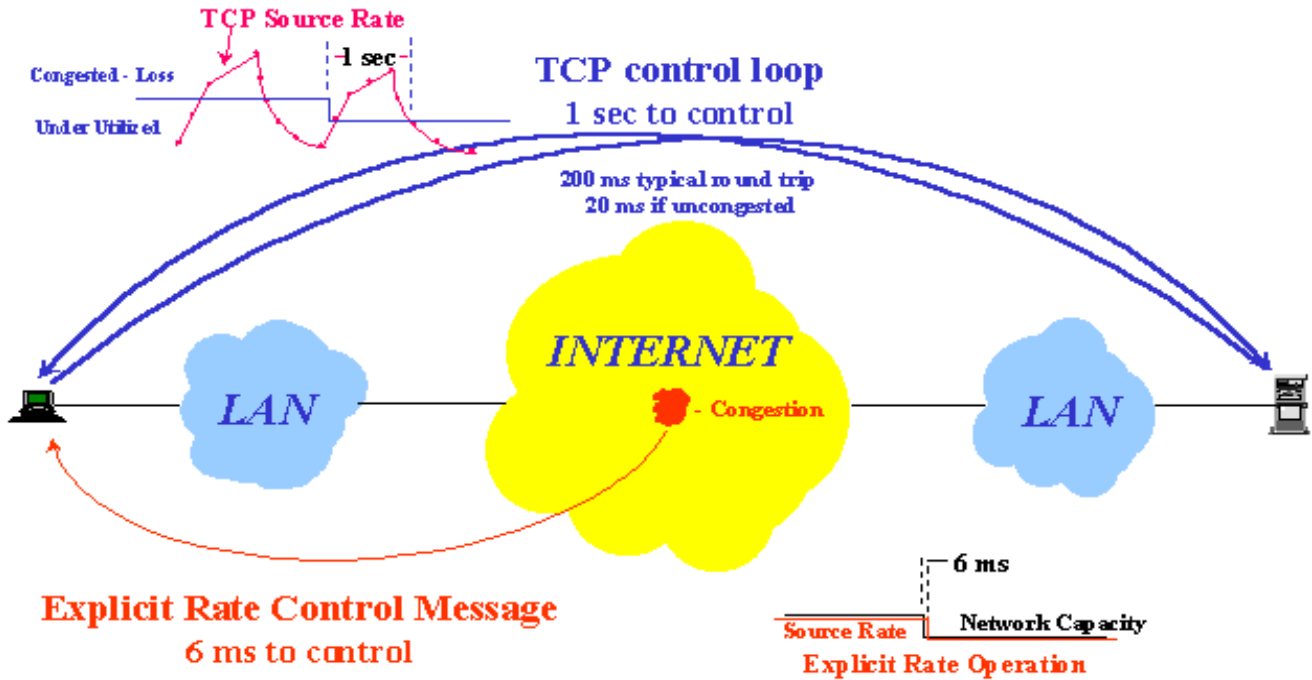 TCP Source Rate
1 sec
Congested - Loss
Under Utilized
TCP control loop
1 sec to control
200 ms typical round trip
20 ms if uncongested
INTERNET
LAN
- Congestion
LAN
6 ms
Explicit Rate Control Message
6 ms to control
Source Rate
Network Capacity
Explicit Rate Operation